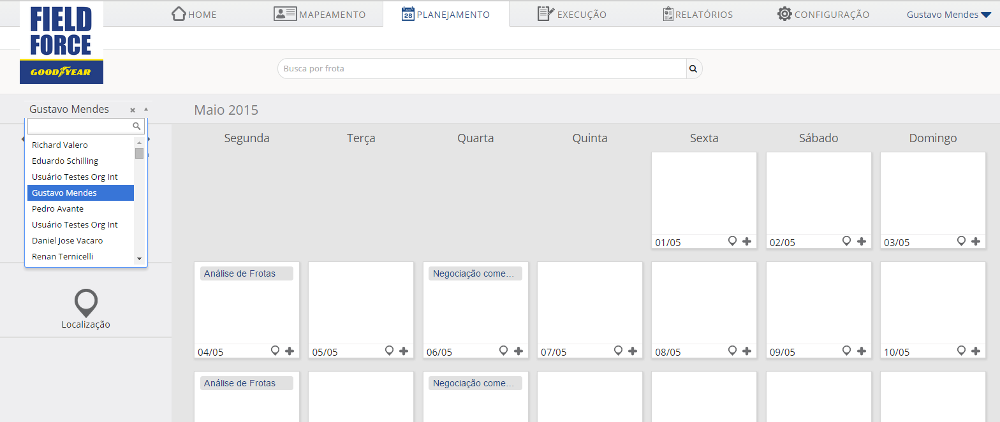 FIELD
FORCE
GOODYEAR
HOME
MAPEAMENTO
28
PLANEJAMENTO
EXECUÇÃO
RELATÓRIOS
CONFIGURAÇÃO
Gustavo Mendes
Busca por frota
Gustavo Mendes
Richard Valero
Eduardo Schilling
Usuário Testes Org Int
Gustavo Mendes
Pedro Avante
Usuário Testes Org Int
Daniel Jose Vacaro
Renan Ternicelli
Localização
Maio 2015
Segunda Terça Quarta Quinta Sexta Sábado Domingo
01/05 02/05 03/05
Análise de Frotas Negociação come...
04/05 05/05 06/05 07/05 08/05 09/05 10/05
Análise de Frotas Negociação come...